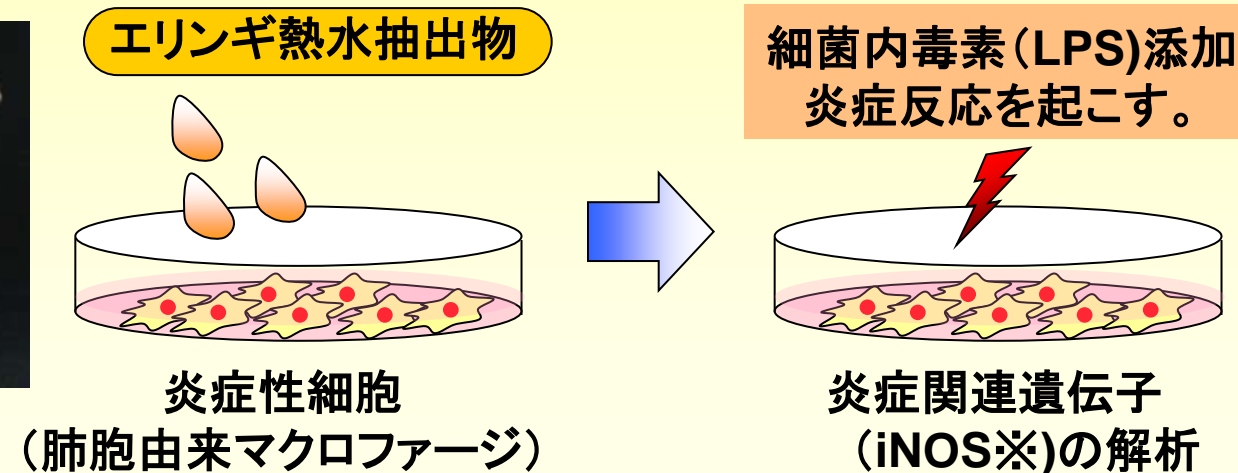 エリンギ熱水抽出物
細菌内毒素(LPS)添加
炎症反応を起こす。
炎症性細胞
（肺胞由来マクロファージ）
炎症関連遺伝子
（iNOS※)の解析